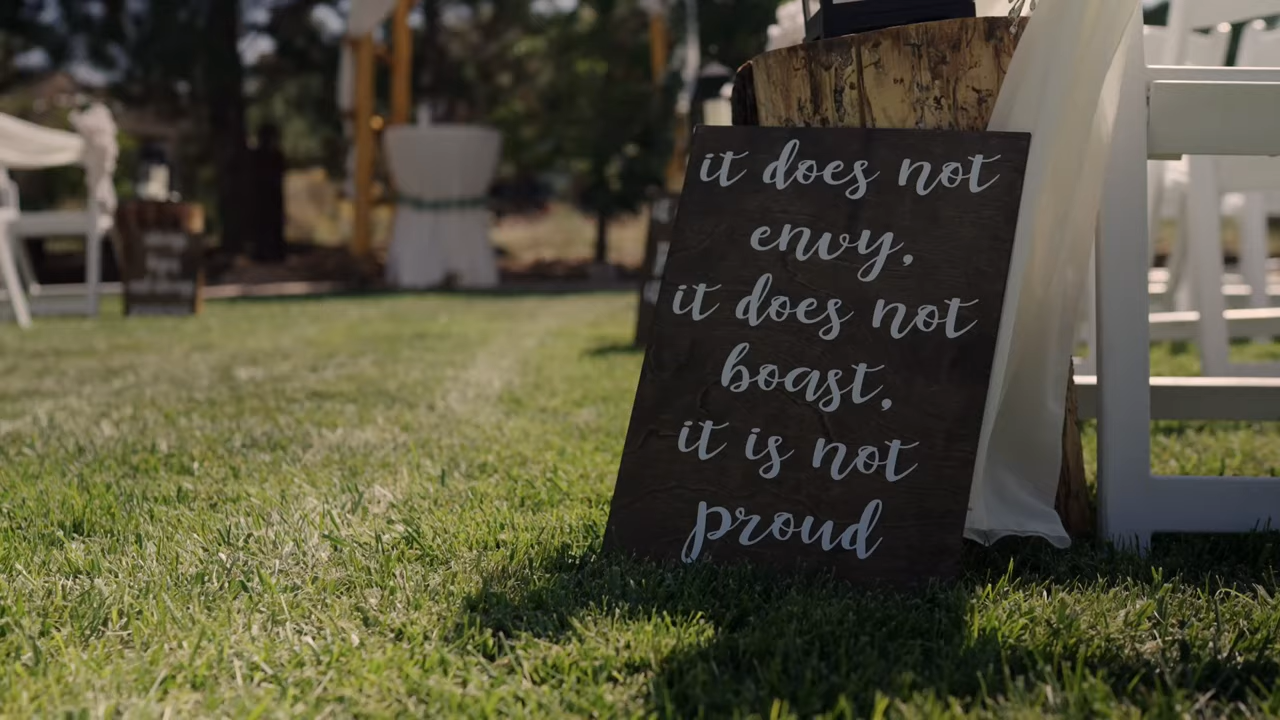 it does not
envy,
it does not
boast,
it is not
proud